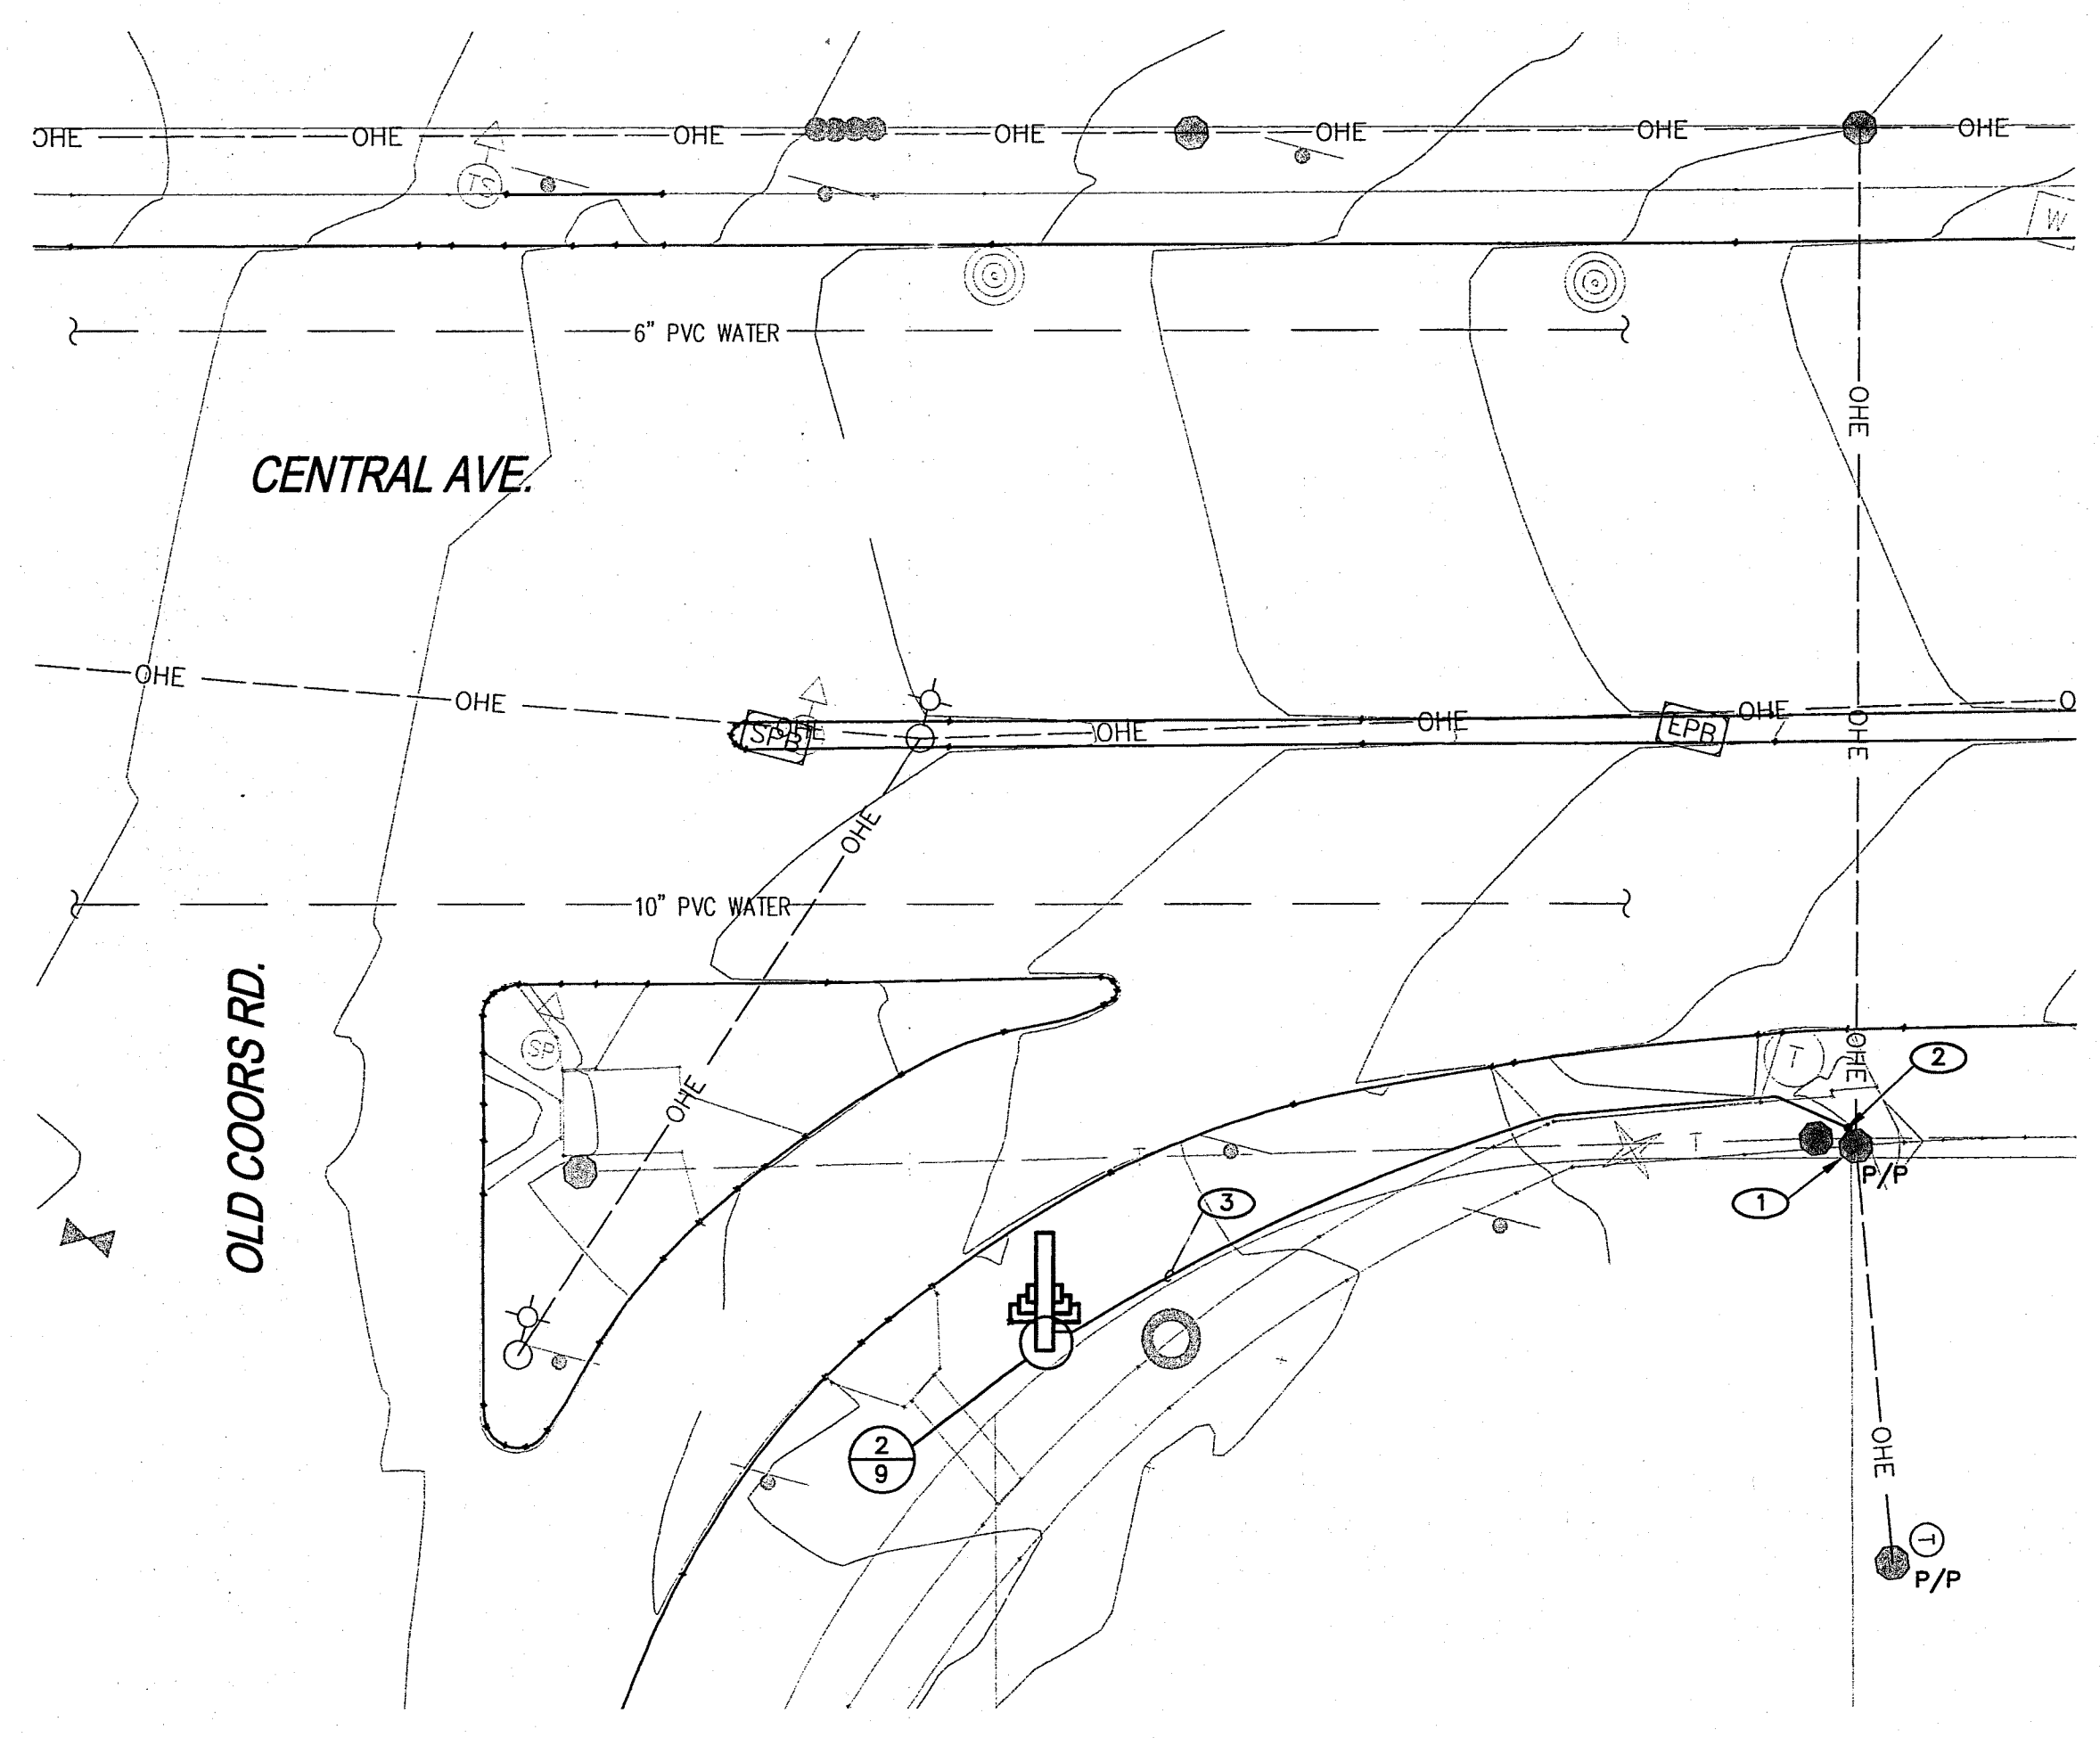 OHE OHE OHE OHE OHE OHE OHE
TS
W
6" PVC WATER
OHE
CENTRAL AVE.
OHE
OHE
SPB
OHE
OHE
OHE
EPB
OHE
OHE
O
OHE
10" PVC WATER
OLD COORS RD.
SP
OHE
T
OHE
2
T
T
P/P
1
3
2
9
OHE
T
P/P